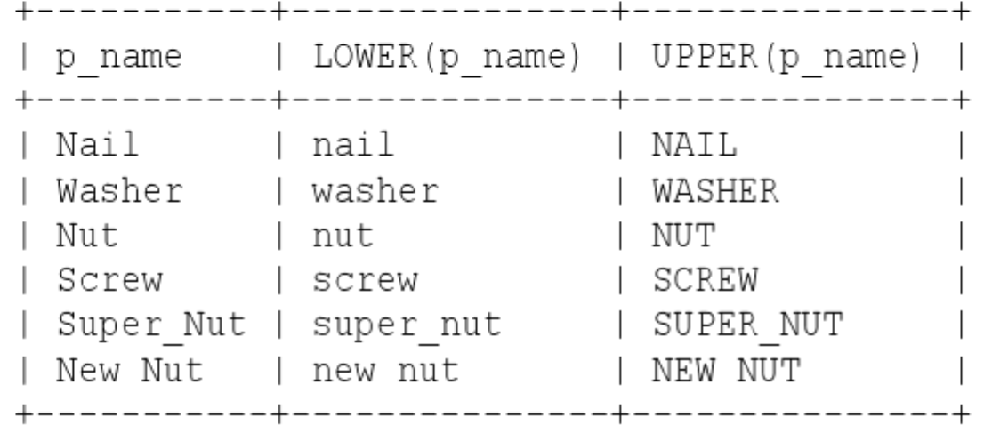 +-----------+---------------+---------------+
| p_name    | LOWER(p_name) | UPPER(p_name) |
+-----------+---------------+---------------+
| Nail      | nail          | NAIL          |
| Washer    | washer        | WASHER        |
| Nut       | nut           | NUT           |
| Screw     | screw         | SCREW         |
| Super_Nut | super_nut     | SUPER_NUT     |
| New Nut   | new nut       | NEW NUT       |
+-----------+---------------+---------------+